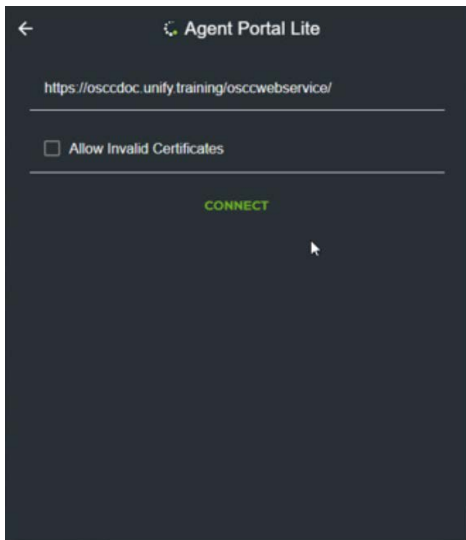 Agent Portal Lite
https://osccdoc.unify.training/osccwebservice/
Allow Invalid Certificates
CONNECT